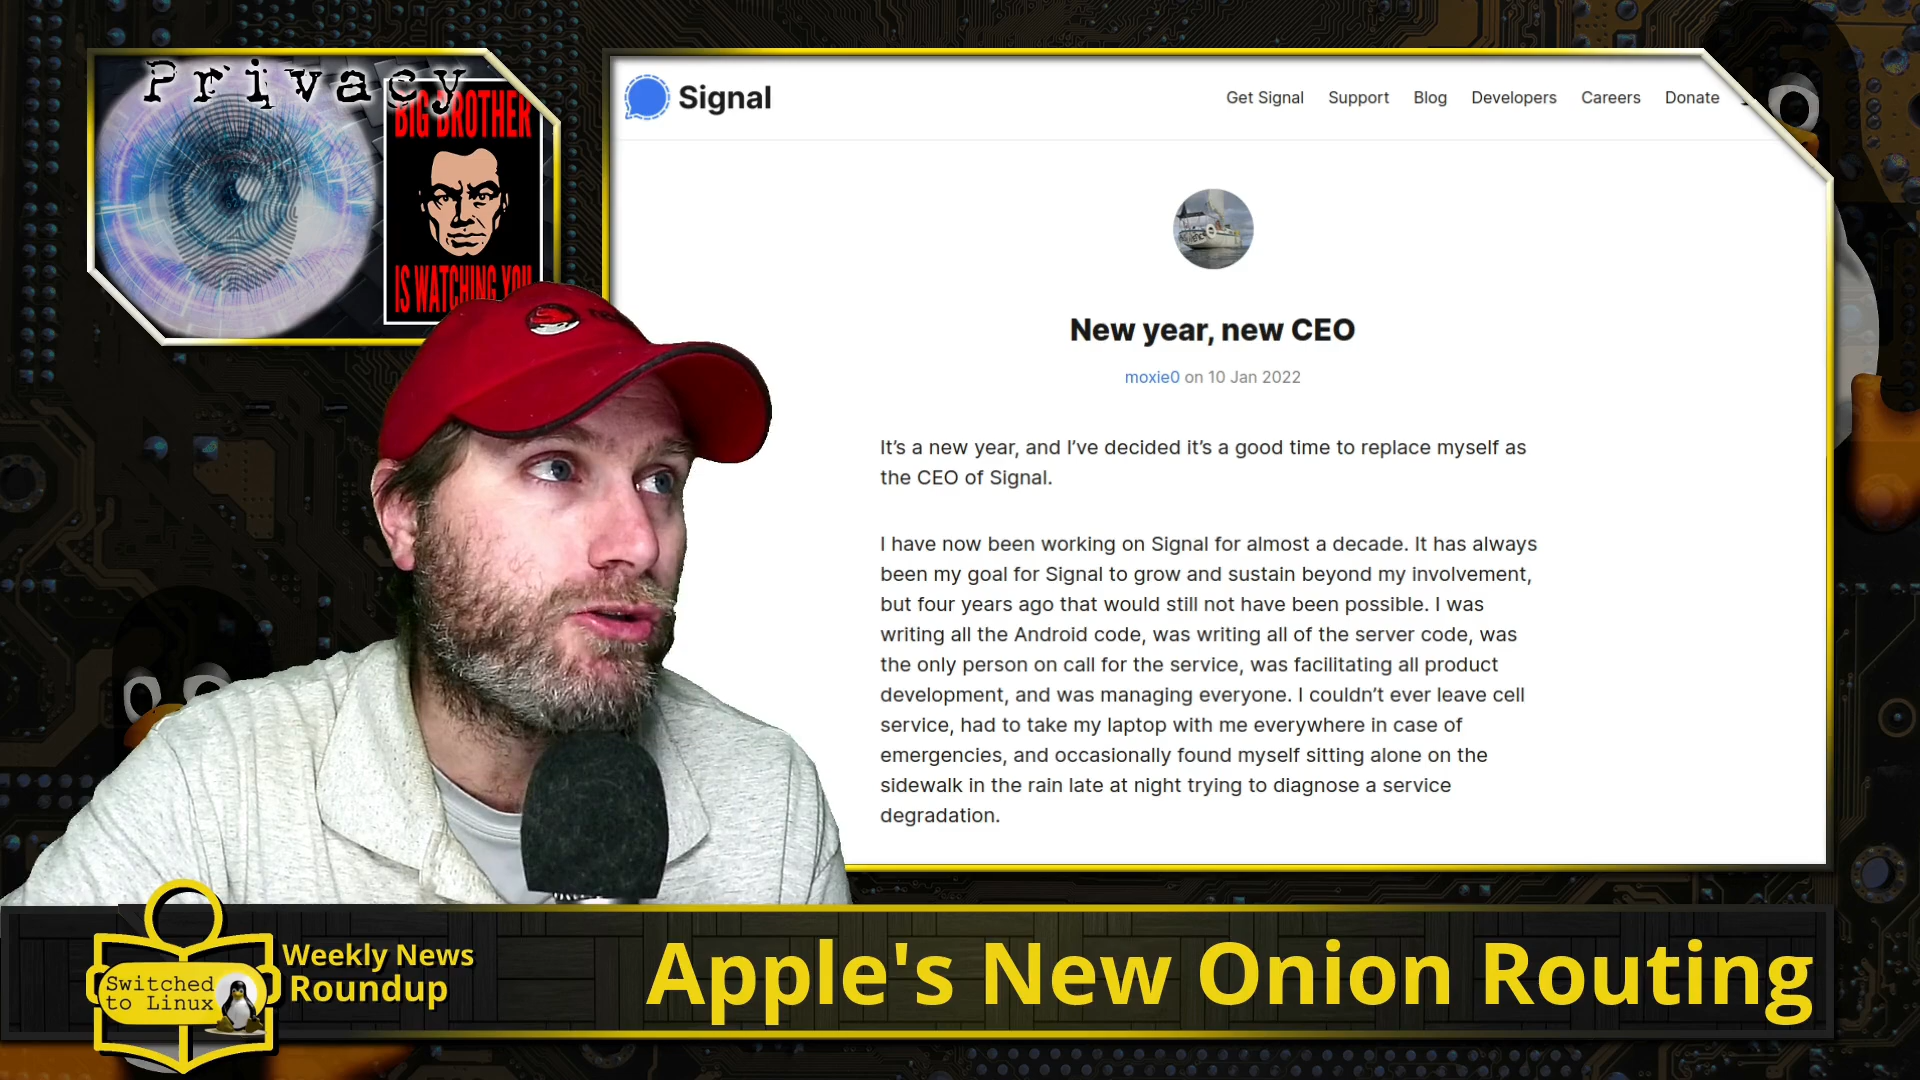 Privacy
BIG BROTHER
IS WATCHING YOU
Signal
Get Signal Support Blog Developers Careers Donate
New year, new CEO
moxie0 on 10 Jan 2022
It’s a new year, and I’ve decided it’s a good time to replace myself as
the CEO of Signal.
I have now been working on Signal for almost a decade. It has always
been my goal for Signal to grow and sustain beyond my involvement,
but four years ago that would still not have been possible. I was
writing all the Android code, was writing all of the server code, was
the only person on call for the service, was facilitating all product
development, and was managing everyone. I couldn’t ever leave cell
service, had to take my laptop with me everywhere in case of
emergencies, and occasionally found myself sitting alone on the
sidewalk in the rain late at night trying to diagnose a service
degradation.
Switched
to Linux
Weekly News
Roundup
Apple's New Onion Routing